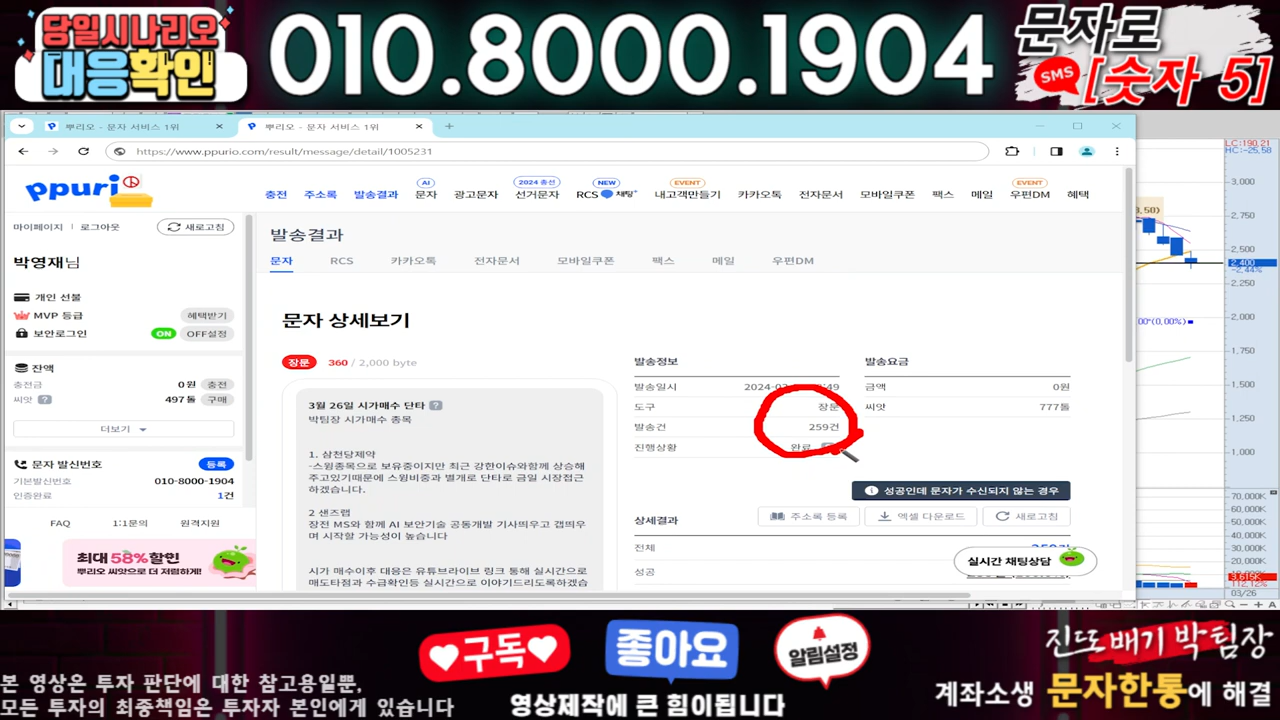 당일시나리오
대응확인
010.8000.1904
문자로
SMS [숫자 5]
뿌리오 - 문자 서비스 1위
뿌리오 - 문자 서비스 1위
https://www.ppurio.com/result/message/detail/1005231
ppuri
충전 주소록 발송결과 AI 문자 광고문자 2024 총선 선거문자 NEW RCS 채팅+ EVENT 내고객만들기 카카오톡 전자문서 모바일쿠폰 팩스 메일 EVENT 우편DM 혜택
마이페이지 | 로그아웃 새로고침
박영재님
개인 선불
MVP 등급 혜택받기
보안로그인 ON OFF설정
잔액
충전금 0원 충전
씨앗 ? 497톨 구매
더보기
문자 발신번호 등록
기본발신번호 010-8000-1904
인증완료 1건
FAQ 1:1문의 원격지원
최대 58%할인
뿌리오 씨앗으로 더 저렴하게!
발송결과
문자 RCS 카카오톡 전자문서 모바일쿠폰 팩스 메일 우편DM
문자 상세보기
장문 360 / 2,000 byte
3월 26일 시가매수 단타 ?
박팀장 시가매수 종목
1. 삼천당제약
-스윙종목으로 보유중이지만 최근 강한이슈와함께 상승해
주고있기때문에 스윙비중과 별개로 단타로 금일 시장접근
하겠습니다.
2 샌즈랩
장전 MS와 함께 AI 보안기술 공동개발 기사띄우고 갭띄우
며 시작할 가능성이 높습니다
시가 매수이후 대응은 유튜브라이브 링크 통해 실시간으로
매도타점과 수급확인등 실시간으로 이야기드리도록하겠습
발송정보
발송일시
도구 장문
발송건 259건
진행상황 완료
발송요금
금액 0원
씨앗 777톨
성공인데 문자가 수신되지 않는 경우
상세결과 주소록 등록 엑셀 다운로드 새로고침
전체
성공
실시간 채팅상담
LC:190.21
HC:-25.58
3,000
2,750
2,500
2,400
-2.44%
2,250
2,000
1,750
1,500
1,250
1,000
70,000K
60,000K
50,000K
40,000K
30,000K
20,000K
3,616K
112.12%
03/26
구독
좋아요
알림설정
영상제작에 큰 힘이됩니다
본 영상은 투자 판단에 대한 참고용일뿐,
모든 투자의 최종책임은 투자자 본인에게 있습니다
진또배기 박팀장
계좌소생 문자한통에 해결